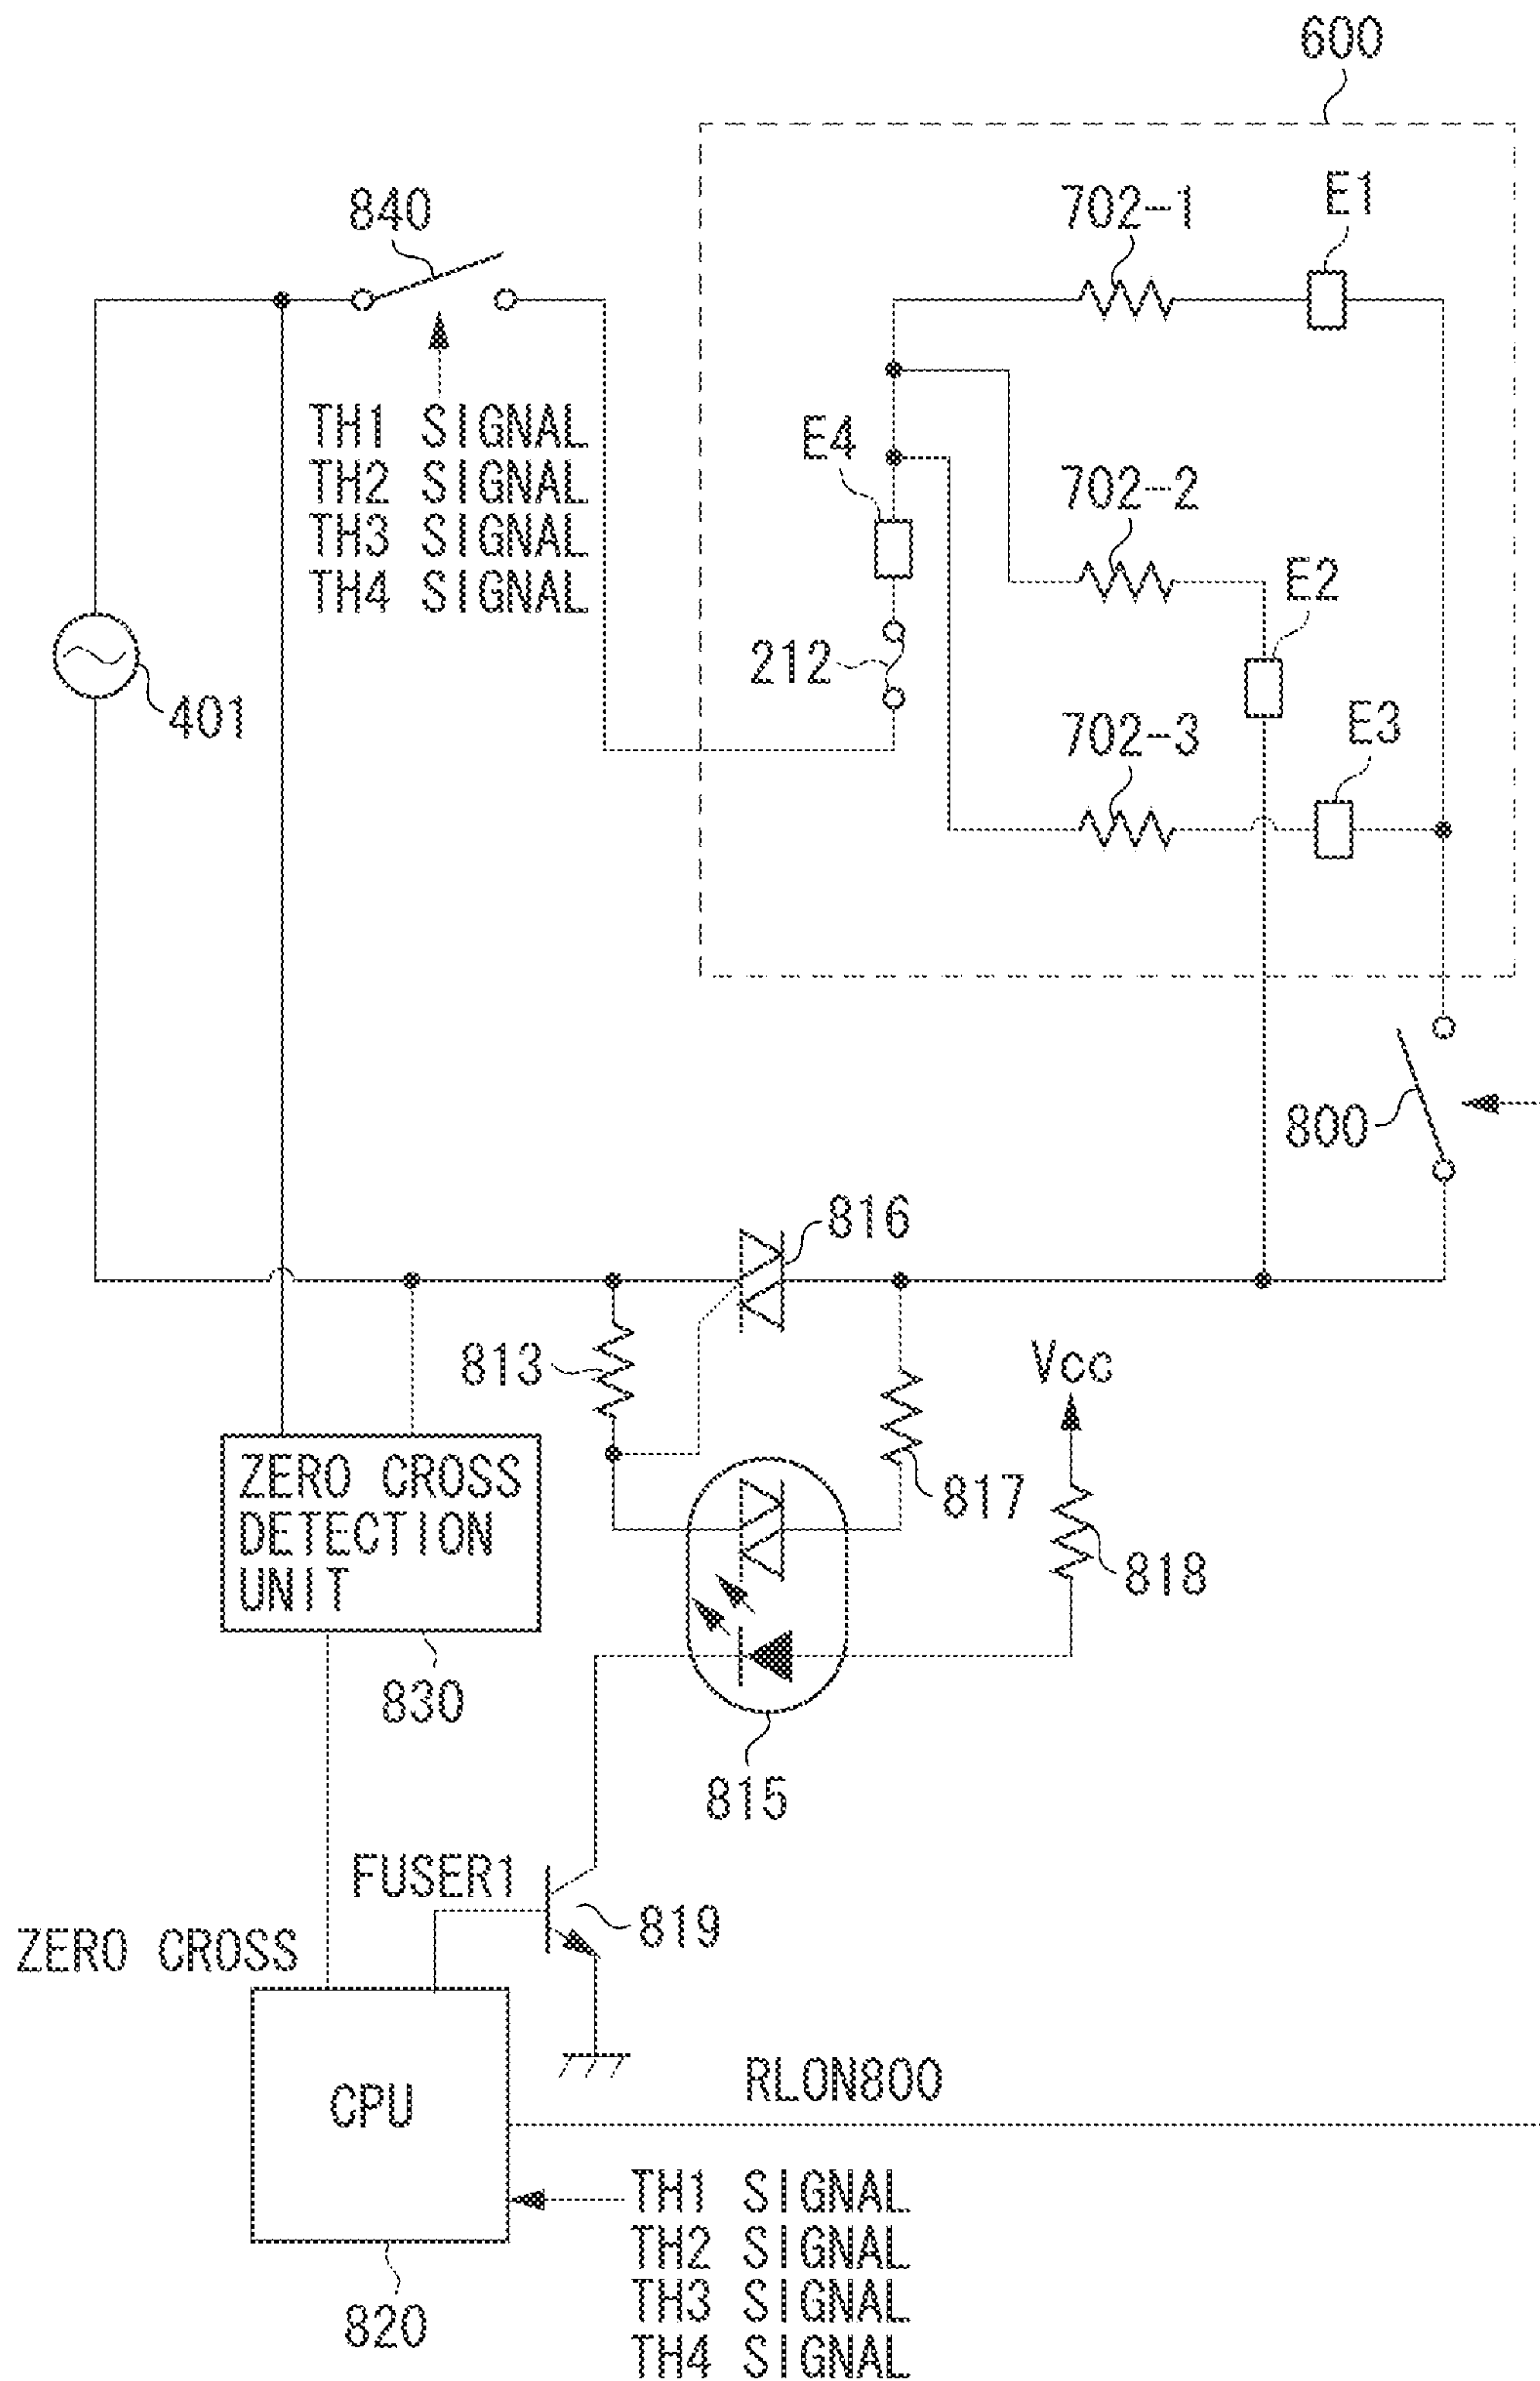 600
840
702-1
E1
TH1 SIGNAL
TH2 SIGNAL
TH3 SIGNAL
TH4 SIGNAL
E4
702-2
E2
212
401
702-3
E3
800
816
813
Vcc
ZERO CROSS
DETECTION
UNIT
817
818
830
815
FUSER1
819
ZERO CROSS
CPU
RLON800
TH1 SIGNAL
TH2 SIGNAL
TH3 SIGNAL
TH4 SIGNAL
820